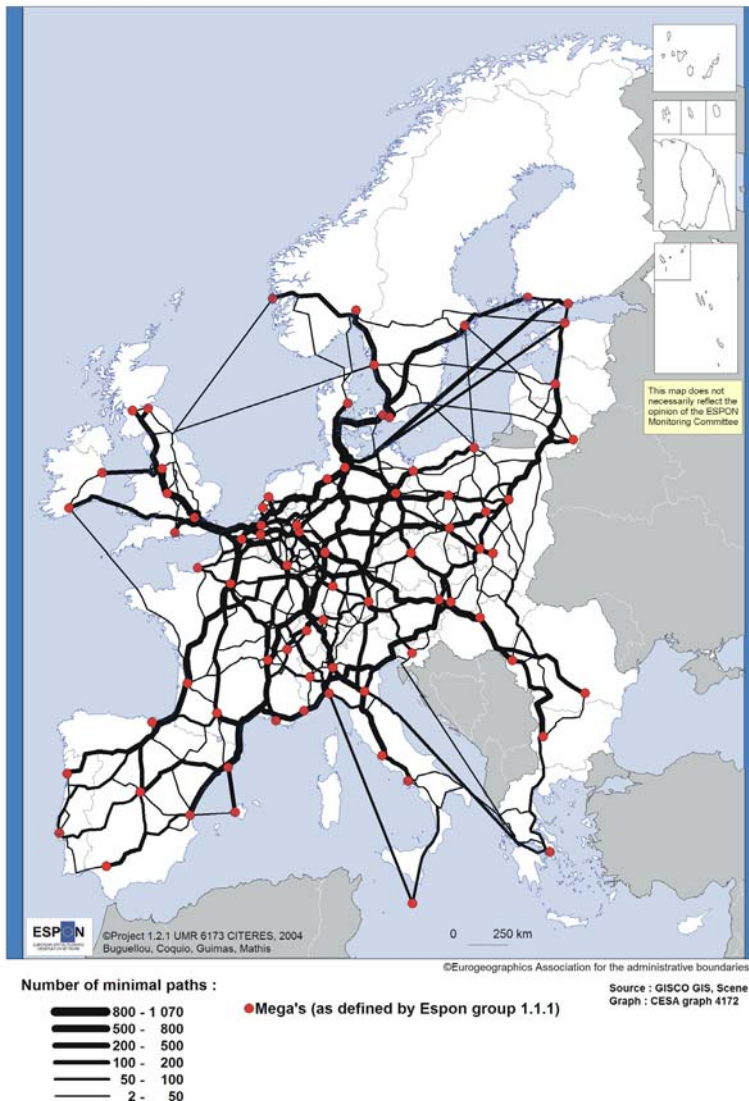 This map does not
necessarily reflect the
opinion of the ESPON
Monitoring Committee
ESPON
©Project 1.2.1 UMR 6173 CITERES, 2004
Buguellou, Coquio, Guimas, Mathis
0 250 km
©Eurogeographics Association for the administrative boundaries
Number of minimal paths :
800 - 1 070
500 - 800
200 - 500
100 - 200
50 - 100
2 - 50
Mega's (as defined by Espon group 1.1.1)
Source : GISCO GIS, Scene
Graph : CESA graph 4172